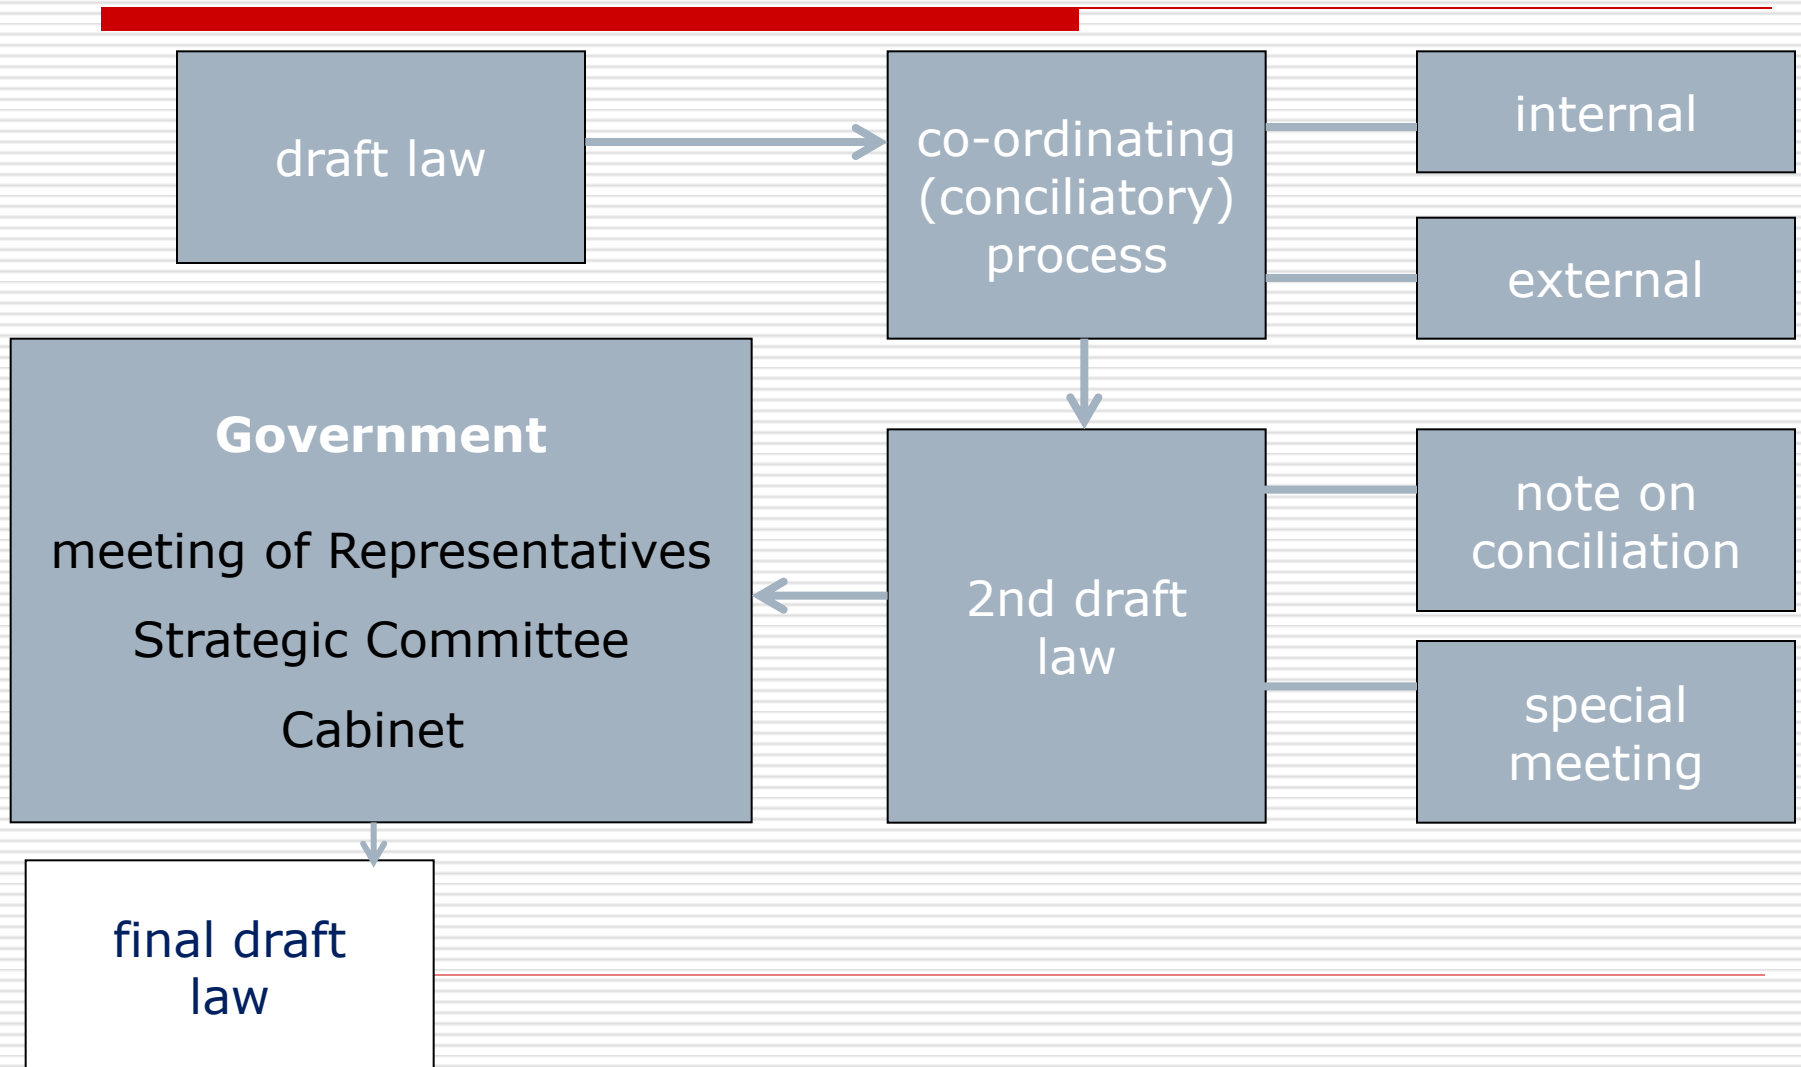 draft law
co-ordinating
(conciliatory)
process
internal
external
Government
meeting of Representatives
Strategic Committee
Cabinet
2nd draft
law
note on
conciliation
special
meeting
final draft
law